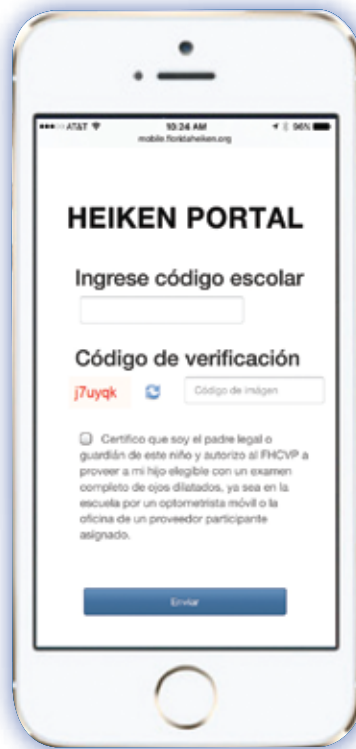 AT&T 10:24 AM 96%
mobile.floridaheiken.org
HEIKEN PORTAL
Ingrese código escolar
Código de verificación
j7uyqk Código de imágen
Certifico que soy el padre legal o
guardián de este niño y autorizo al FHCVP a
proveer a mi hijo elegible con un examen
completo de ojos dilatados, ya sea en la
escuela por un optometrista móvil o la
oficina de un proveedor participante
asignado.
Enviar